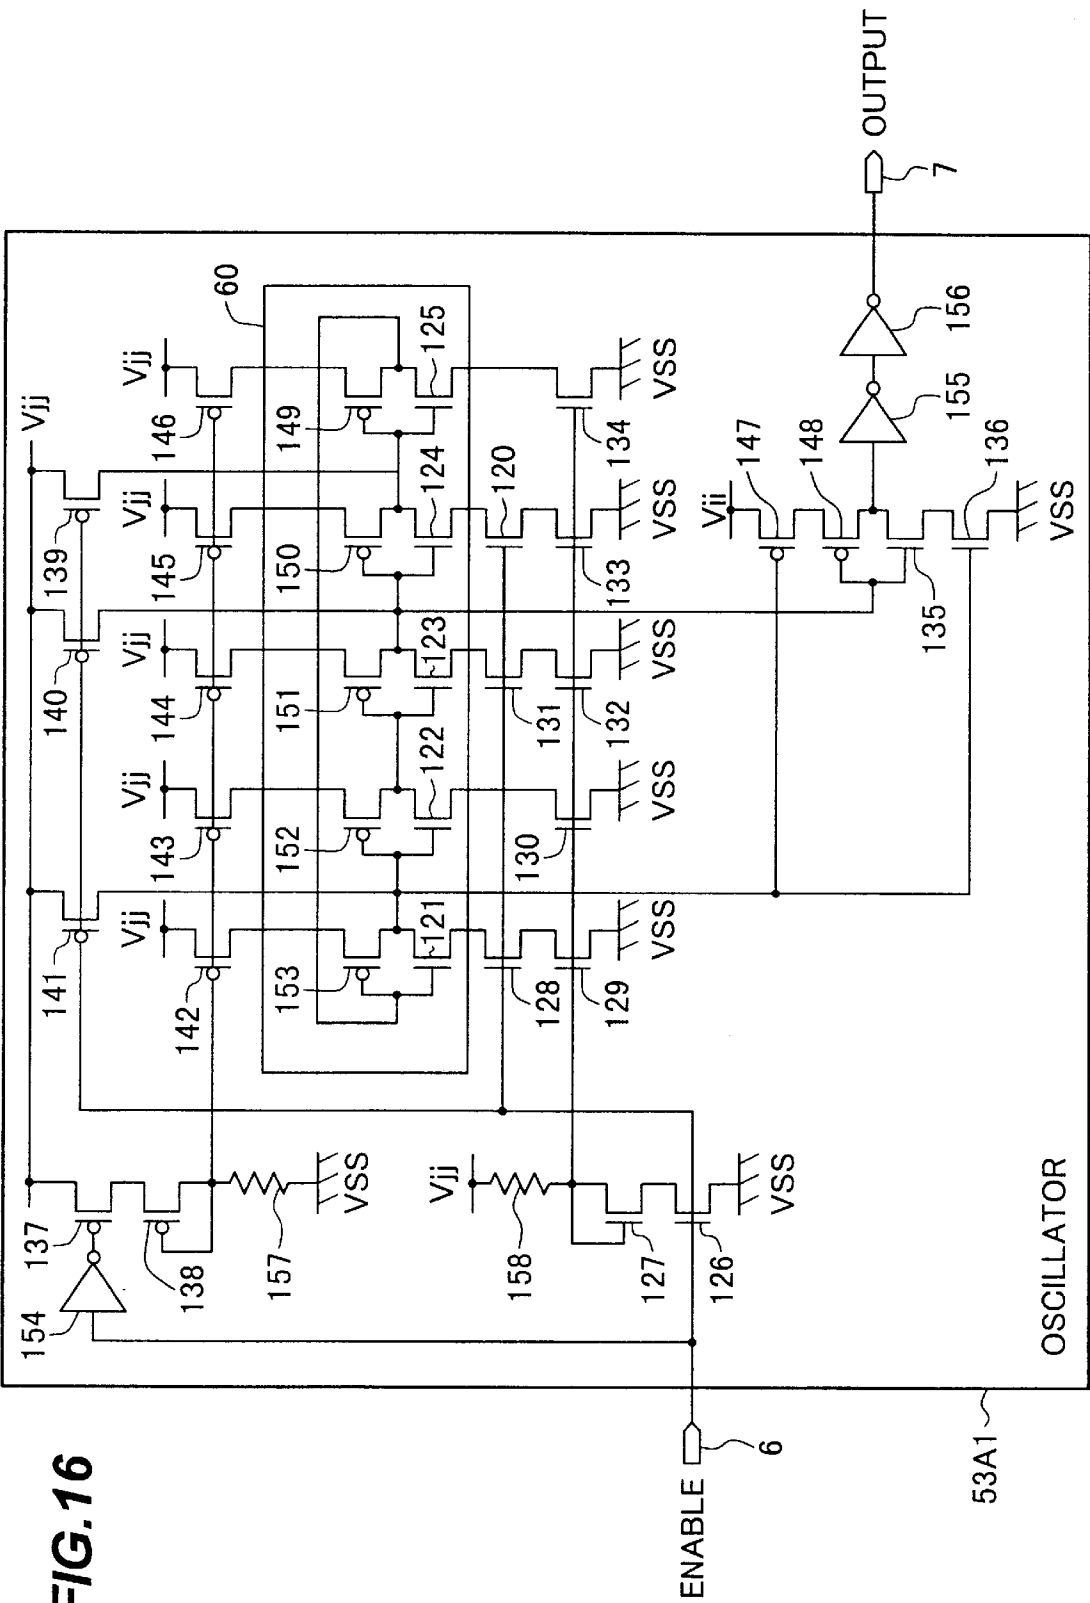 FIG.16
ENABLE
6
53A1
OSCILLATOR
154
137
138
157
VSS
Vjj
158
127
126
VSS
Vjj
141
140
139
Vjj
Vjj
Vjj
Vjj
Vjj
142
143
144
145
146
60
153
152
151
150
149
121
122
123
124
125
128
131
120
129
130
132
133
134
VSS
VSS
VSS
VSS
VSS
Vii
147
148
135
136
VSS
155
156
7
OUTPUT